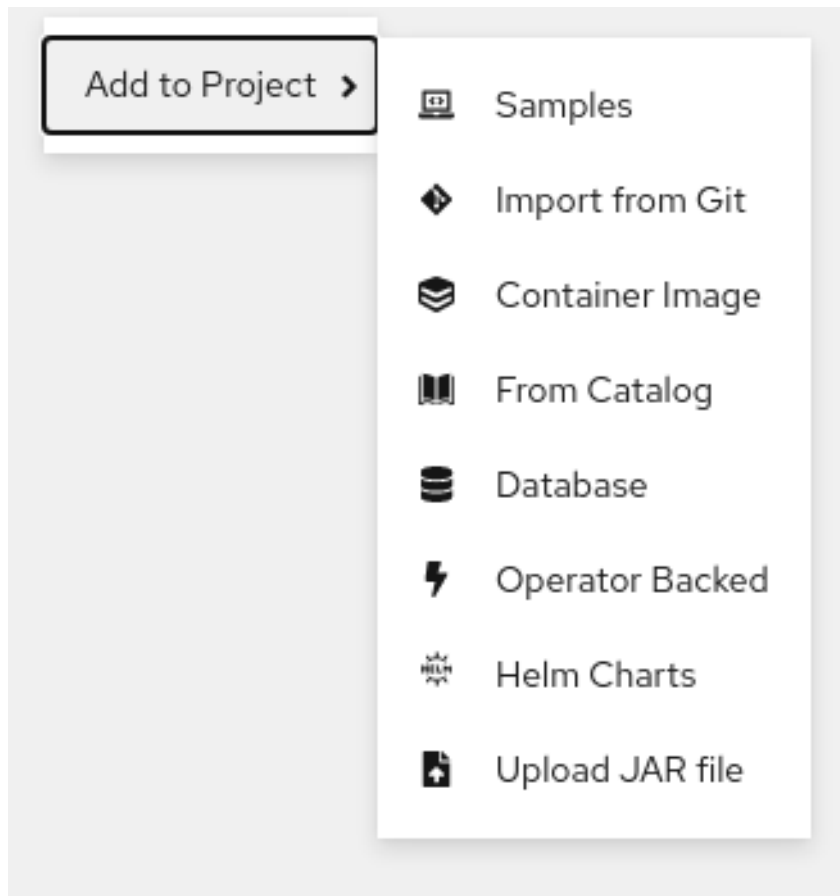 Add to Project
Samples
Import from Git
Container Image
From Catalog
Database
Operator Backed
HELM
Helm Charts
Upload JAR file